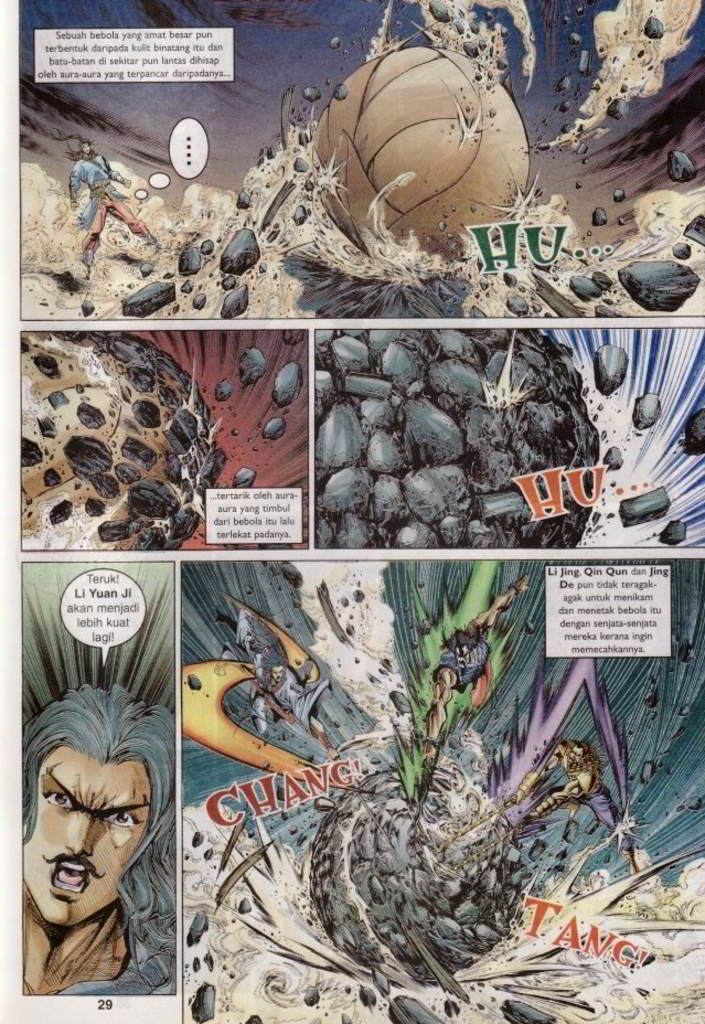 Sebuah bebola yang amat besar pun
terbentuk daripada kulit binatang itu dan
batu-batan di sekitar pun lantas dihisap
oleh aura-aura yang terpancar daripadanya...
....
HU...
...tertarik oleh aura-
aura yang timbul
dari bebola itu lalu
terlekat padanya.
HU...
Teruk!
Li Yuan Ji
akan menjadi
lebih kuat
lagi!
Li Jing, Qin Qun dan Jing
De pun tidak teragak-
agak untuk menikam
dan menetak bebola itu
dengan senjata-senjata
mereka kerana ingin
memecahkannya.
CHANG!
TANG!
29